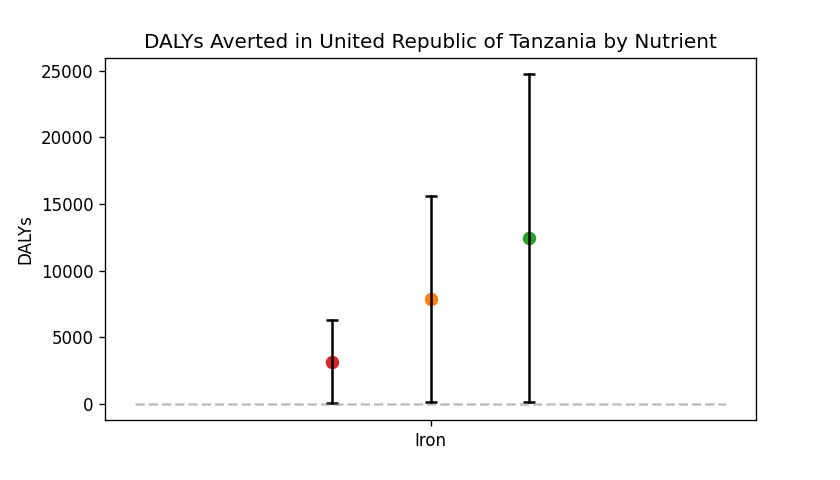 DALYs Averted in United Republic of Tanzania by Nutrient
25000
20000
15000
10000
5000
0
DALYs
Iron